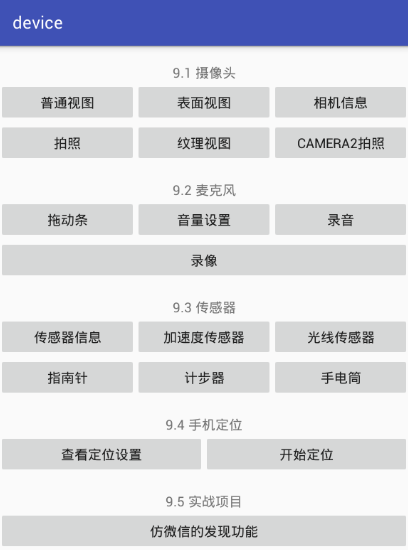 device
9.1 摄像头
普通视图 表面视图 相机信息
拍照 纹理视图 CAMERA2拍照
9.2 麦克风
拖动条 音量设置 录音
录像
9.3 传感器
传感器信息 加速度传感器 光线传感器
指南针 计步器 手电筒
9.4 手机定位
查看定位设置 开始定位
9.5 实战项目
仿微信的发现功能